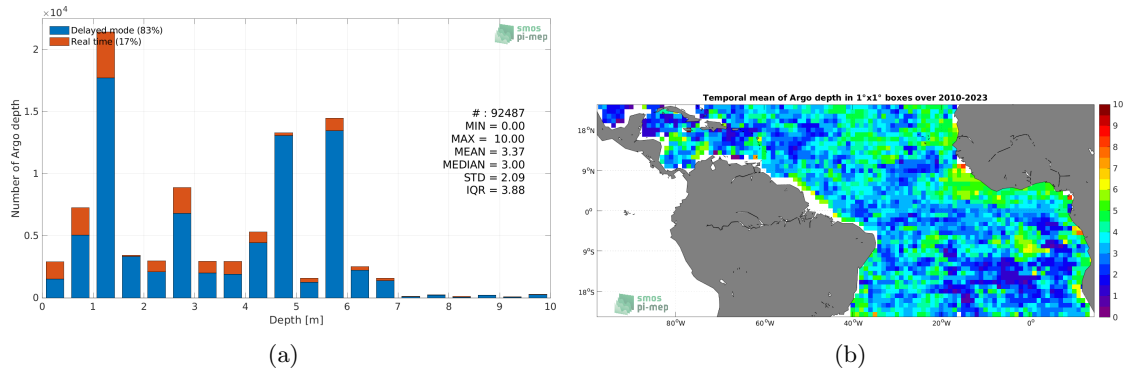 ×10⁴
Delayed mode (83%)
Real time (17%)
smos
pi-mep
2
1.5
1
0.5
0
Number of Argo depth
# : 92487
MIN = 0.00
MAX = 10.00
MEAN = 3.37
MEDIAN = 3.00
STD = 2.09
IQR = 3.88
0 1 2 3 4 5 6 7 8 9 10
Depth [m]
(a)
Temporal mean of Argo depth in 1°x1° boxes over 2010-2023
18°N
9°N
0°
9°S
18°S
80°W 60°W 40°W 20°W 0°
10
9
8
7
6
5
4
3
2
1
0
smos
pi-mep
(b)